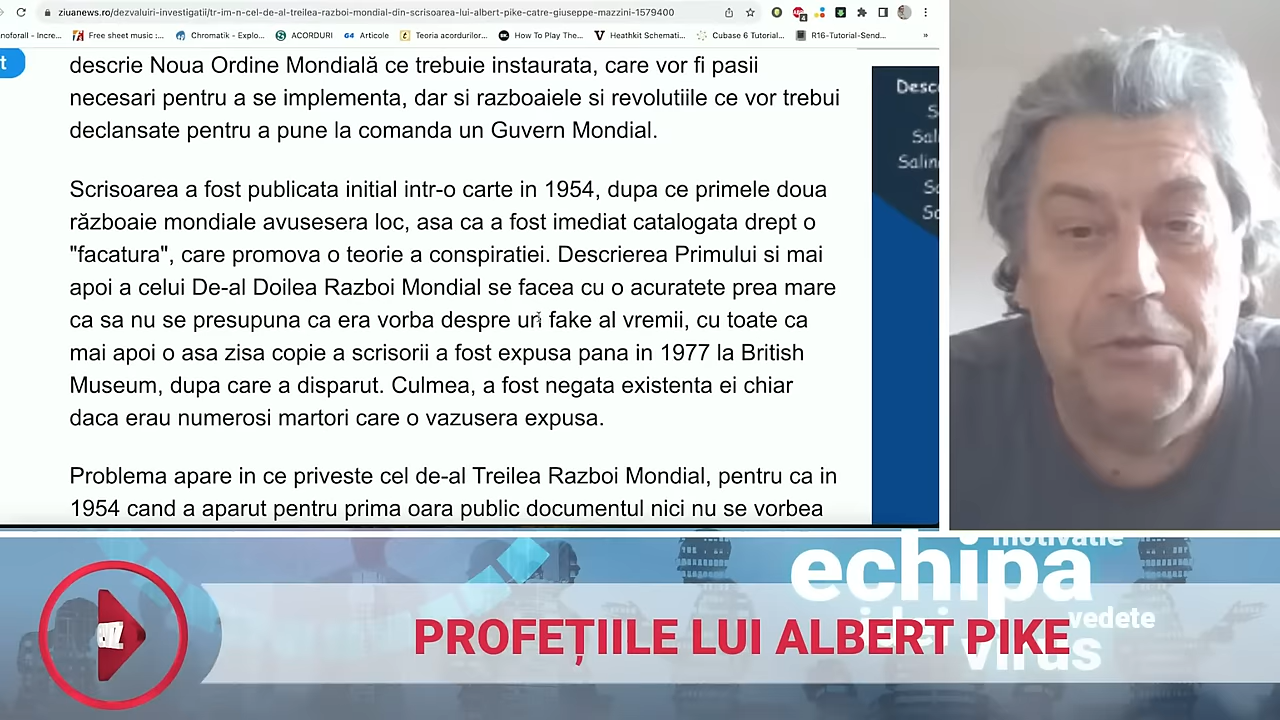 ziuanews.ro/dezvaluiri-investigatii/tr-im-n-cel-de-al-treilea-razboi-mondial-din-scrisorea-lui-albert-pike-catre-giuseppe-mazzini-1579400
noforall - Incre...
Free sheet music :...
Chromatik - Explo...
ACORDURI
G4 Articole
Teoria acordurilor...
How To Play The...
Heathkit Schemati...
Cubase 6 Tutorial...
R16-Tutorial-Send...
descrie Noua Ordine Mondială ce trebuie instaurata, care vor fi pasii
necesari pentru a se implementa, dar si razboaiele si revolutiile ce vor trebui
declansate pentru a pune la comanda un Guvern Mondial.
Scrisoarea a fost publicata initial intr-o carte in 1954, dupa ce primele doua
războaie mondiale avusesera loc, asa ca a fost imediat catalogata drept o
"facatura", care promova o teorie a conspiratiei. Descrierea Primului si mai
apoi a celui De-al Doilea Razboi Mondial se facea cu o acuratete prea mare
ca sa nu se presupuna ca era vorba despre un fake al vremii, cu toate ca
mai apoi o asa zisa copie a scrisorii a fost expusa pana in 1977 la British
Museum, dupa care a disparut. Culmea, a fost negata existenta ei chiar
daca erau numerosi martori care o vazusera expusa.
Problema apare in ce priveste cel de-al Treilea Razboi Mondial, pentru ca in
1954 cand a aparut pentru prima oara public documentul nici nu se vorbea
Desc
S
Sali
Salin
Sa
Sc
motivatie
echipa
vedete
virus
PROFEȚIILE LUI ALBERT PIKE